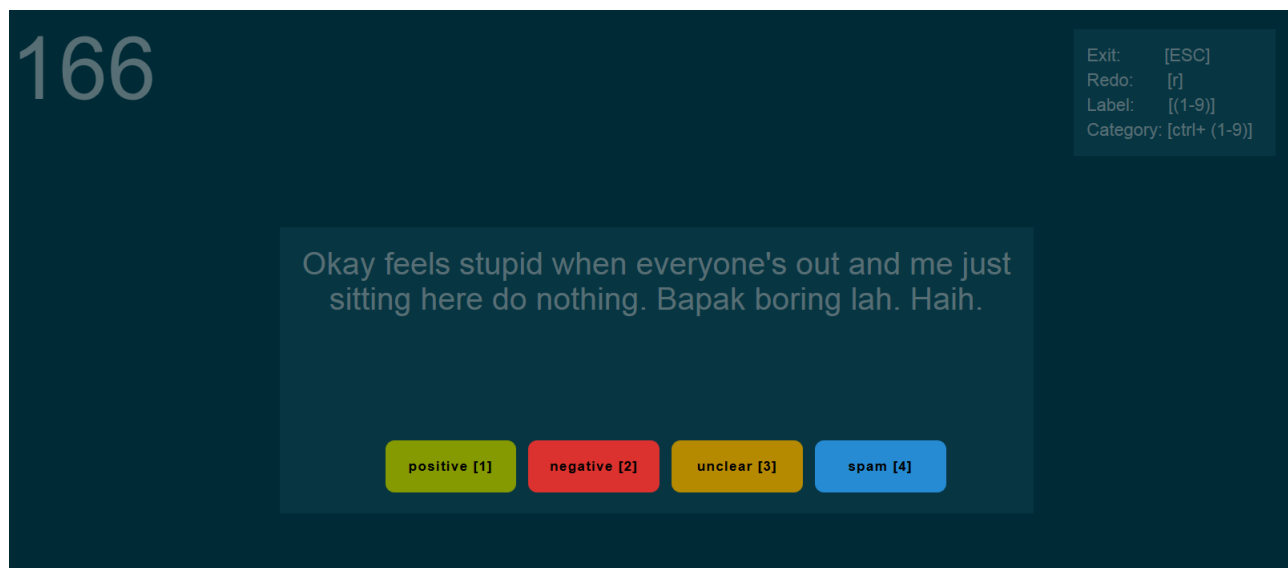 166
Exit: [ESC]
Redo: [r]
Label: [(1-9)]
Category: [ctrl+ (1-9)]
Okay feels stupid when everyone's out and me just
sitting here do nothing. Bapak boring lah. Haih.
positive [1] negative [2] unclear [3] spam [4]